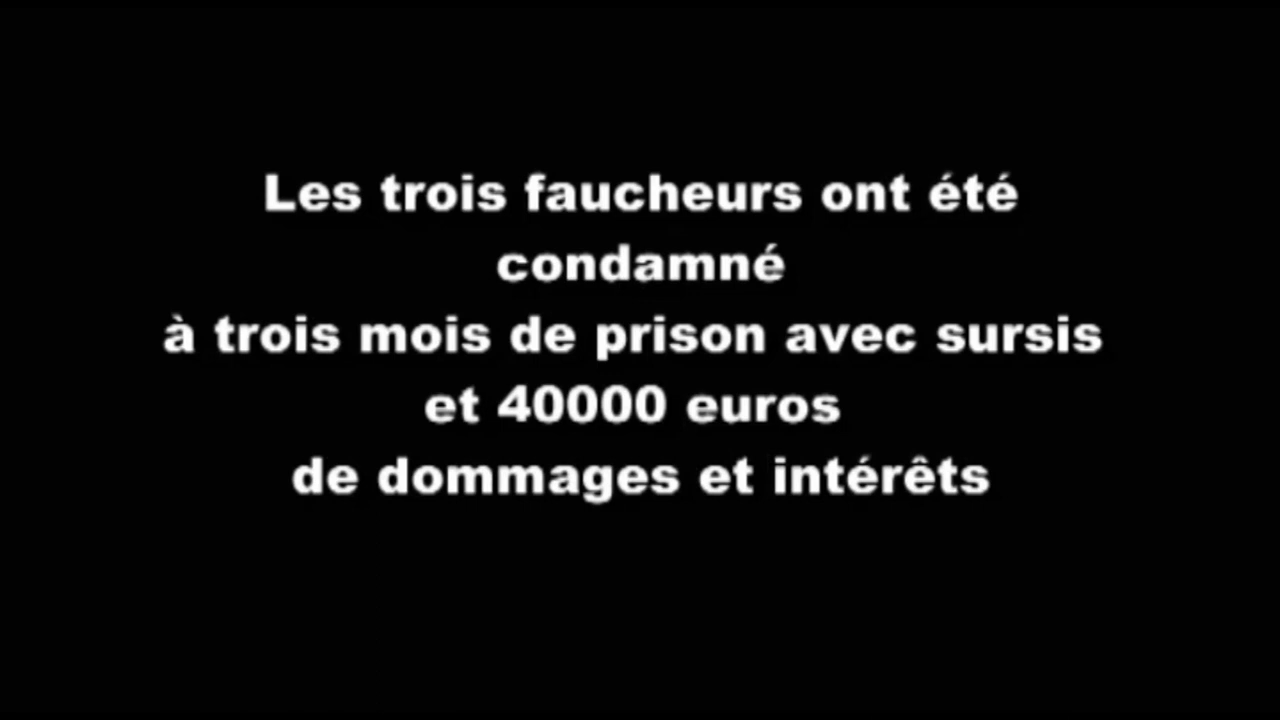 Les trois faucheurs ont été
condamné
à trois mois de prison avec sursis
et 40000 euros
de dommages et intérêts